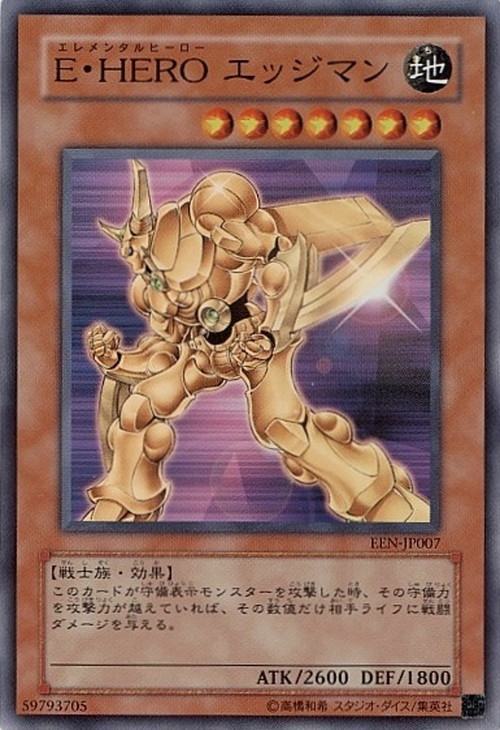 エレメンタルヒーロー
E・HERO エッジマン
地
EEN-JP007
【戦士族・効果】
このカードが守備表示モンスターを攻撃した時、その守備力
を攻撃力が越えていれば、その数値だけ相手ライフに戦闘
ダメージを与える。
ATK/2600 DEF/1800
59793705
©高橋和希 スタジオ・ダイス/集英社